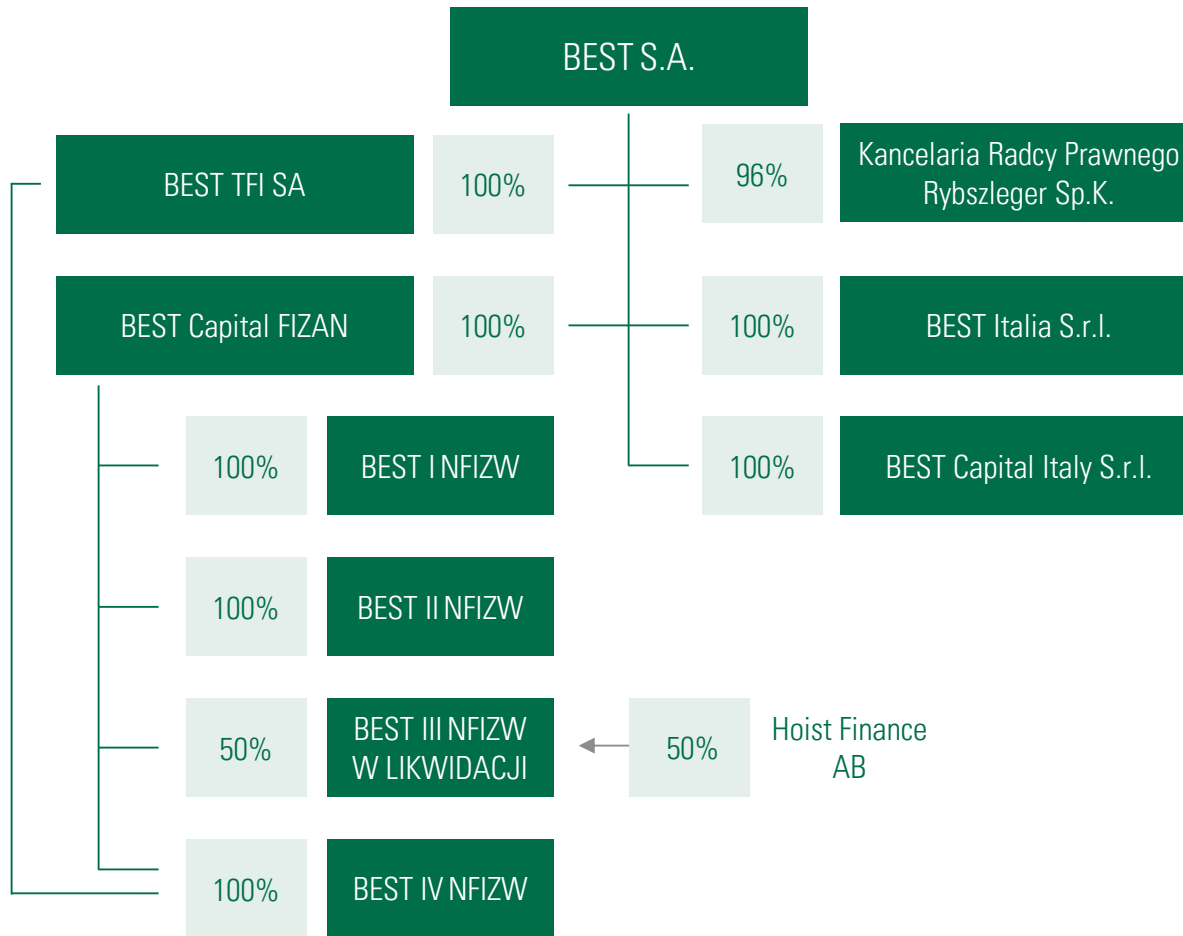 BEST S.A.
BEST TFI SA
100%
96%
Kancelaria Radcy Prawnego
Rybszleger Sp.K.
BEST Capital FIZAN
100%
100%
BEST Italia S.r.l.
100%
BEST I NFIZW
100%
BEST Capital Italy S.r.l.
100%
BEST II NFIZW
50%
BEST III NFIZW
W LIKWIDACJI
50%
Hoist Finance
AB
100%
BEST IV NFIZW